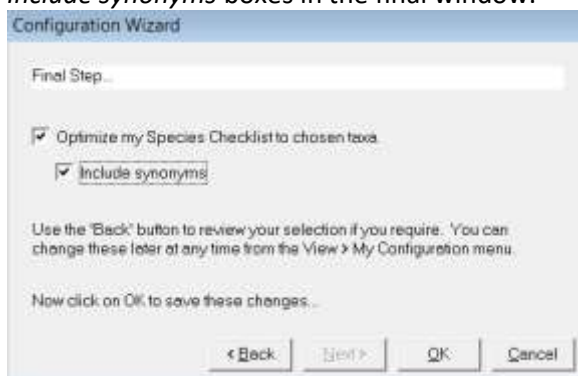 Include synonyms boxes in the final window.
Configuration Wizard
Final Step...
Optimize my Species Checklist to chosen taxa.
Include synonyms
Use the 'Back' button to review your selection if you require. You can
change these later at any time from the View > My Configuration menu.
Now click on OK to save these changes...
< Back Next > OK Cancel